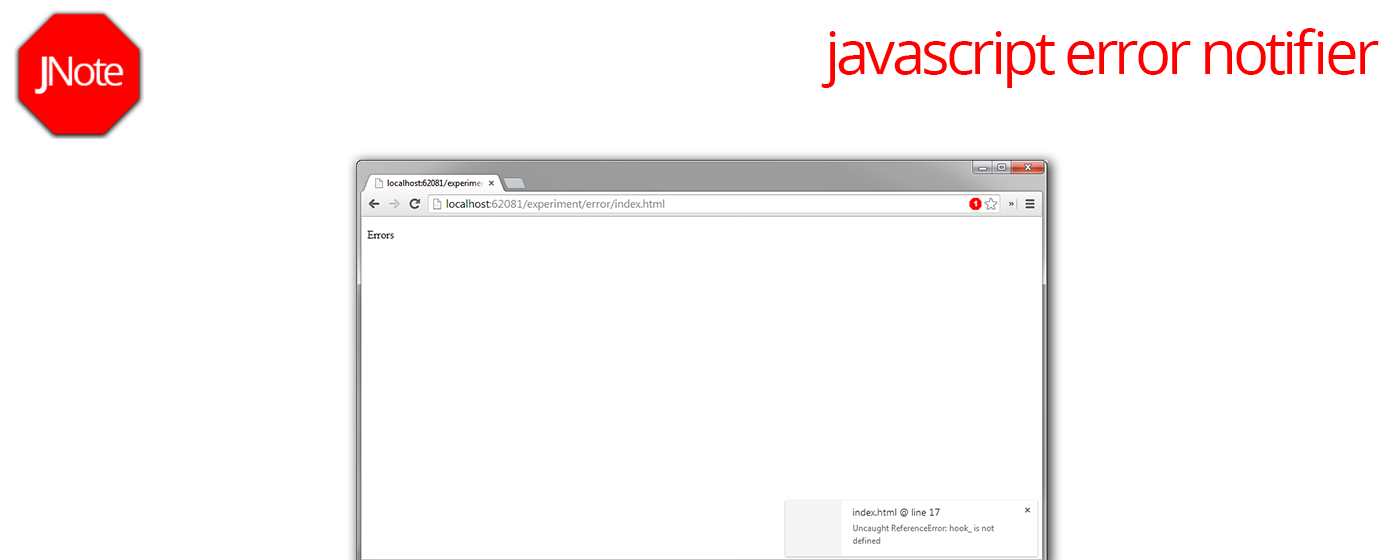 JNote
javascript error notifier
localhost:62081/experime
localhost:62081/experiment/error/index.html
1
»
Errors
index.html @ line 17
Uncaught ReferenceError: hook_ is not
defined